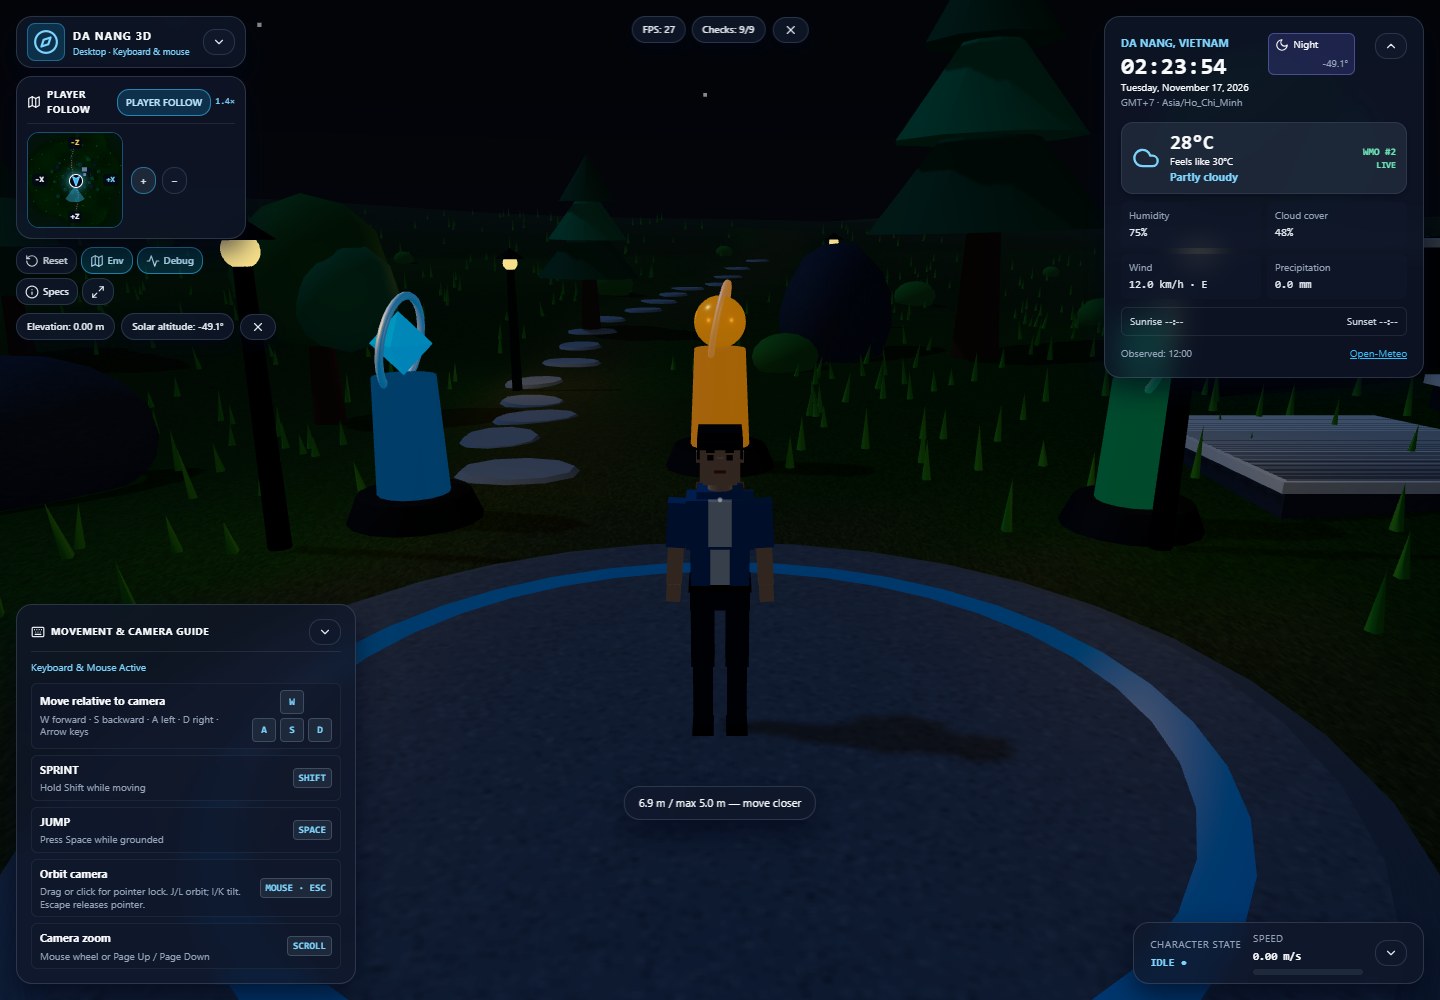 DA NANG 3D
Desktop · Keyboard & mouse
PLAYER FOLLOW
PLAYER FOLLOW
1.4×
-Z
-X
+X
+Z
+
−
Reset
Env
Debug
Specs
Elevation: 0.00 m
Solar altitude: -49.1°
FPS: 27
Checks: 9/9
DA NANG, VIETNAM
02:23:54
Tuesday, November 17, 2026
GMT+7 · Asia/Ho_Chi_Minh
Night
-49.1°
28°C
Feels like 30°C
Partly cloudy
WMO #2
LIVE
Humidity
75%
Cloud cover
48%
Wind
12.0 km/h · E
Precipitation
0.0 mm
Sunrise --:--
Sunset --:--
Observed: 12:00
Open-Meteo
MOVEMENT & CAMERA GUIDE
Keyboard & Mouse Active
Move relative to camera
W forward · S backward · A left · D right ·
Arrow keys
W
A S D
SPRINT
Hold Shift while moving
SHIFT
JUMP
Press Space while grounded
SPACE
Orbit camera
Drag or click for pointer lock. J/L orbit; I/K tilt.
Escape releases pointer.
MOUSE · ESC
Camera zoom
Mouse wheel or Page Up / Page Down
SCROLL
6.9 m / max 5.0 m — move closer
CHARACTER STATE
IDLE
SPEED
0.00 m/s